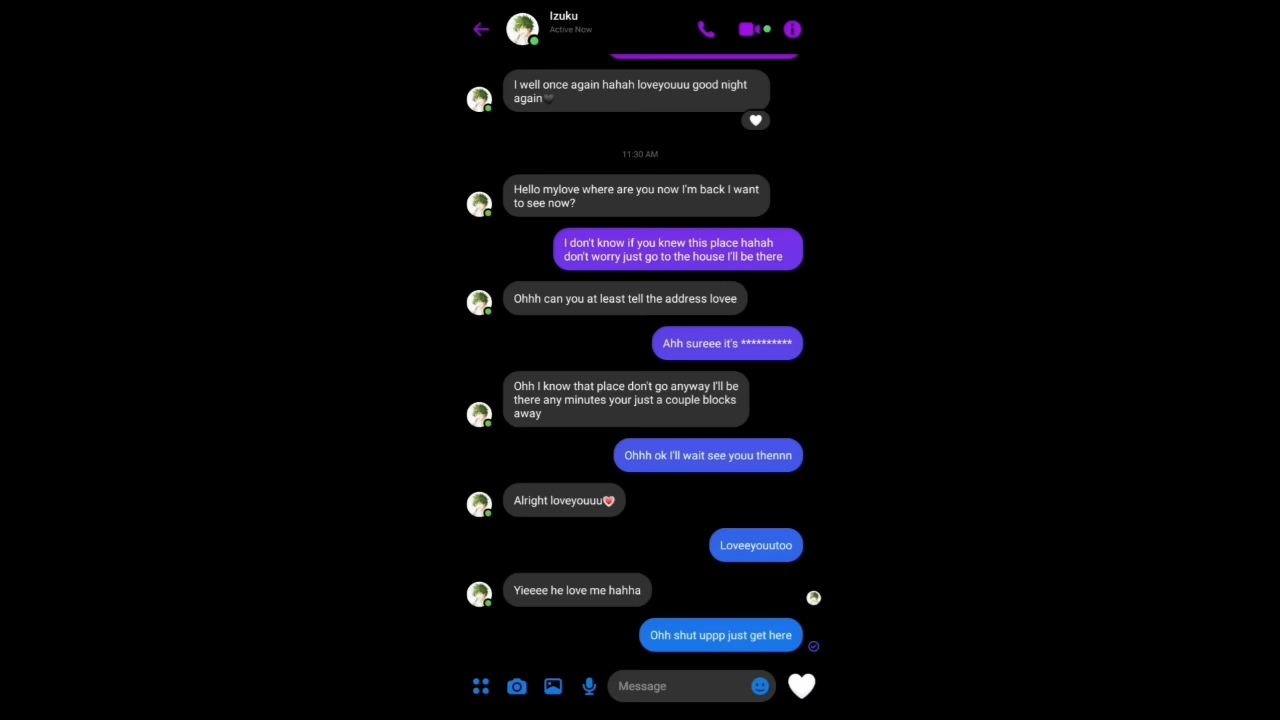 Izuku
Active Now
I well once again hahah loveyouuu good night
again🖤
11:30 AM
Hello mylove where are you now I'm back I want
to see now?
I don't know if you knew this place hahah
don't worry just go to the house I'll be there
Ohhh can you at least tell the address lovee
Ahh sureee it's **********
Ohh I know that place don't go anyway I'll be
there any minutes your just a couple blocks
away
Ohhh ok I'll wait see youu thennn
Alright loveyouuu💗
Loveeyouutoo
Yieeee he love me hahha
Ohh shut uppp just get here
Message